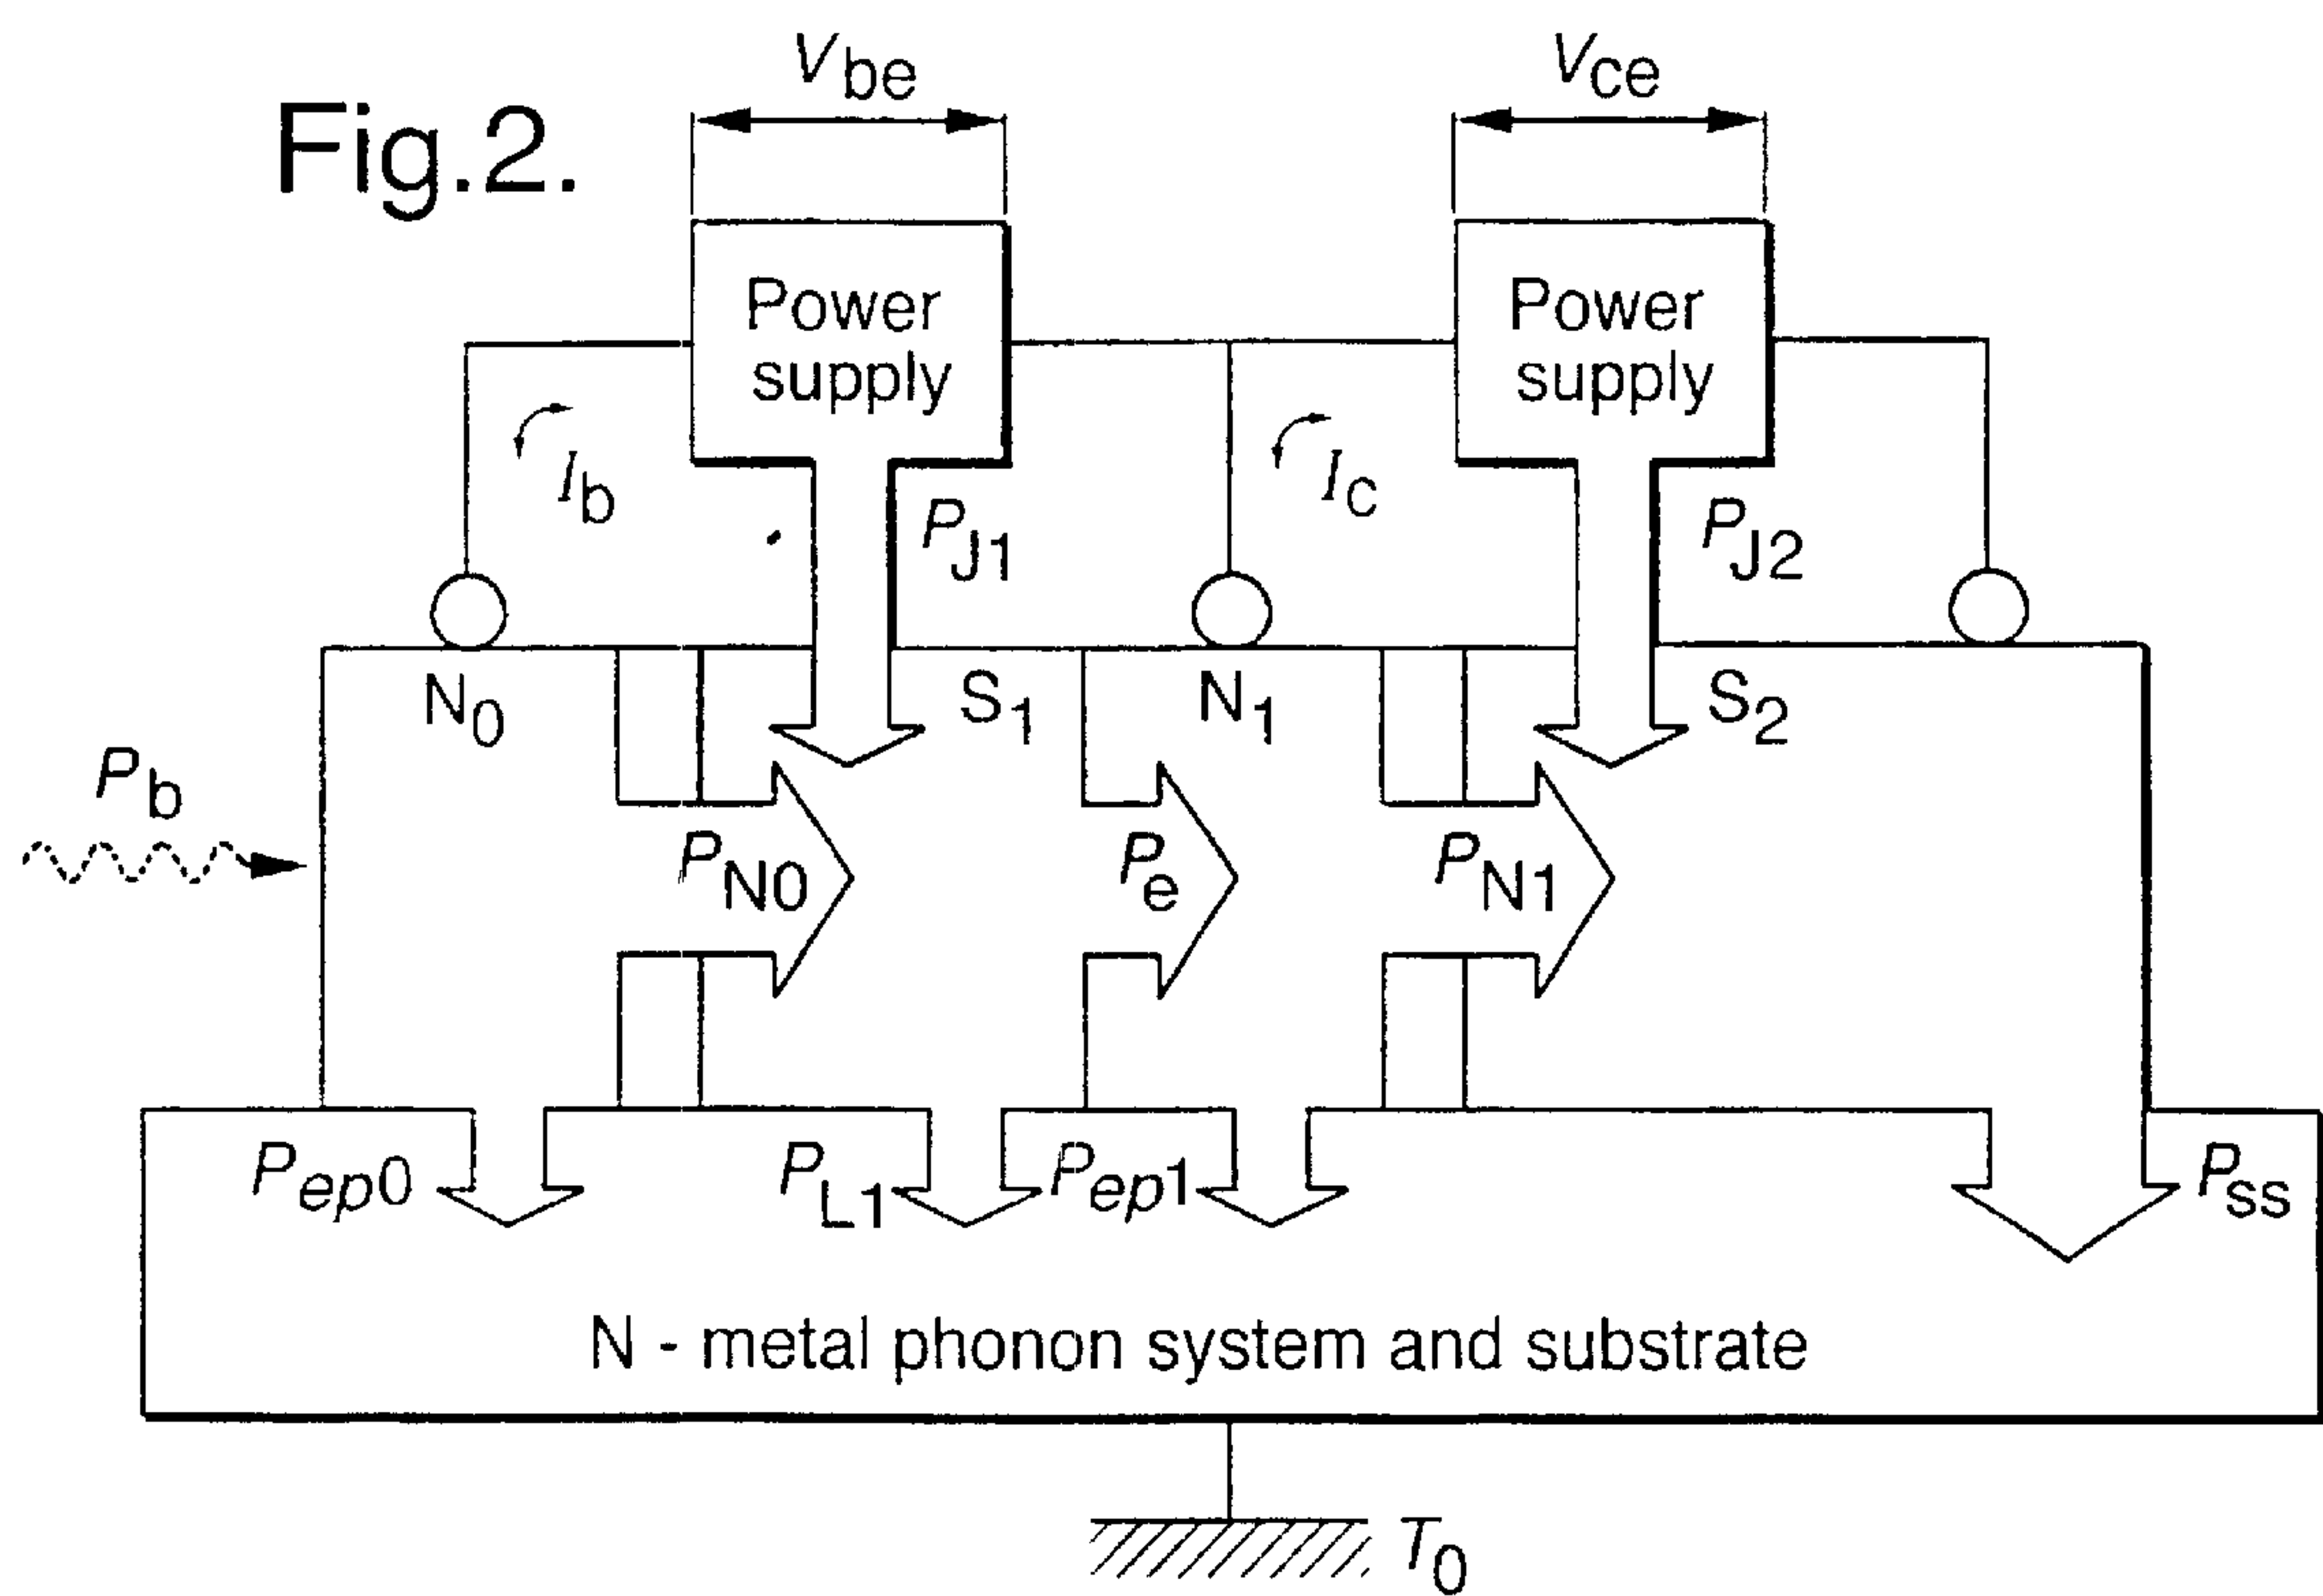 Fig.2.
Vbe
Vce
Power
supply
Power
supply
Ib
PJ1
Ic
PJ2
N0
S1
N1
S2
Pb
PN0
Pe
PN1
Pep0
PL1
Pep1
Pss
N - metal phonon system and substrate
T0